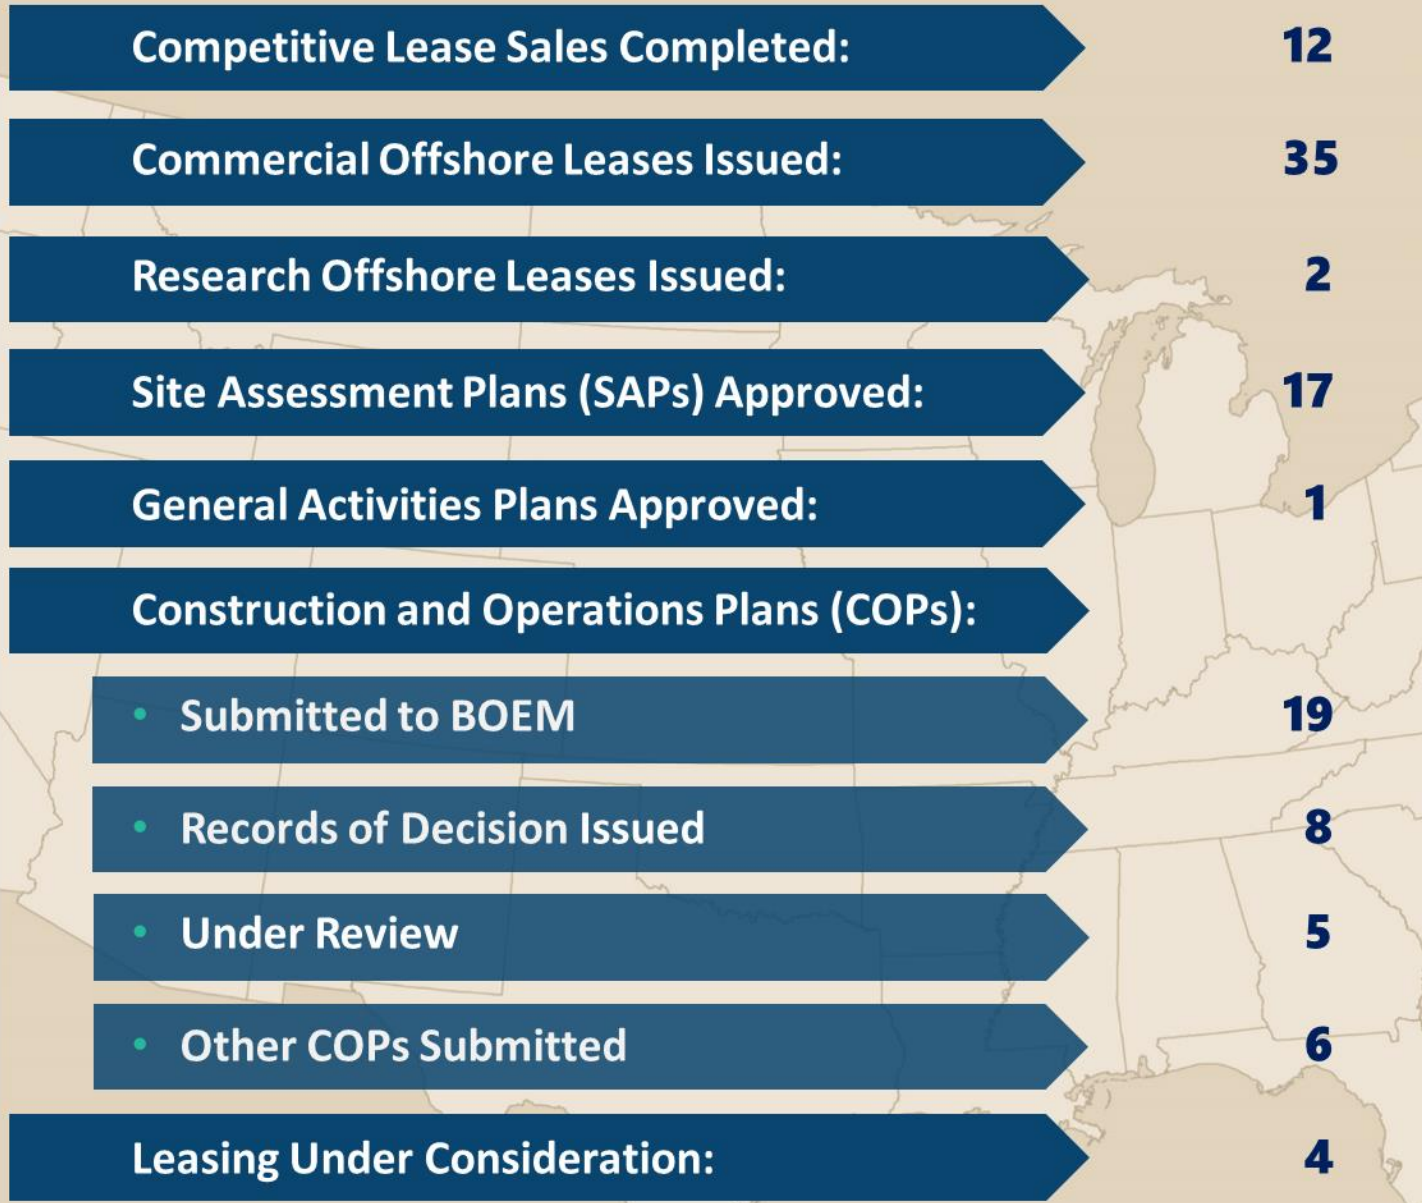 Competitive Lease Sales Completed: 12
Commercial Offshore Leases Issued: 35
Research Offshore Leases Issued: 2
Site Assessment Plans (SAPs) Approved: 17
General Activities Plans Approved: 1
Construction and Operations Plans (COPs):
• Submitted to BOEM 19
• Records of Decision Issued 8
• Under Review 5
• Other COPs Submitted 6
Leasing Under Consideration: 4